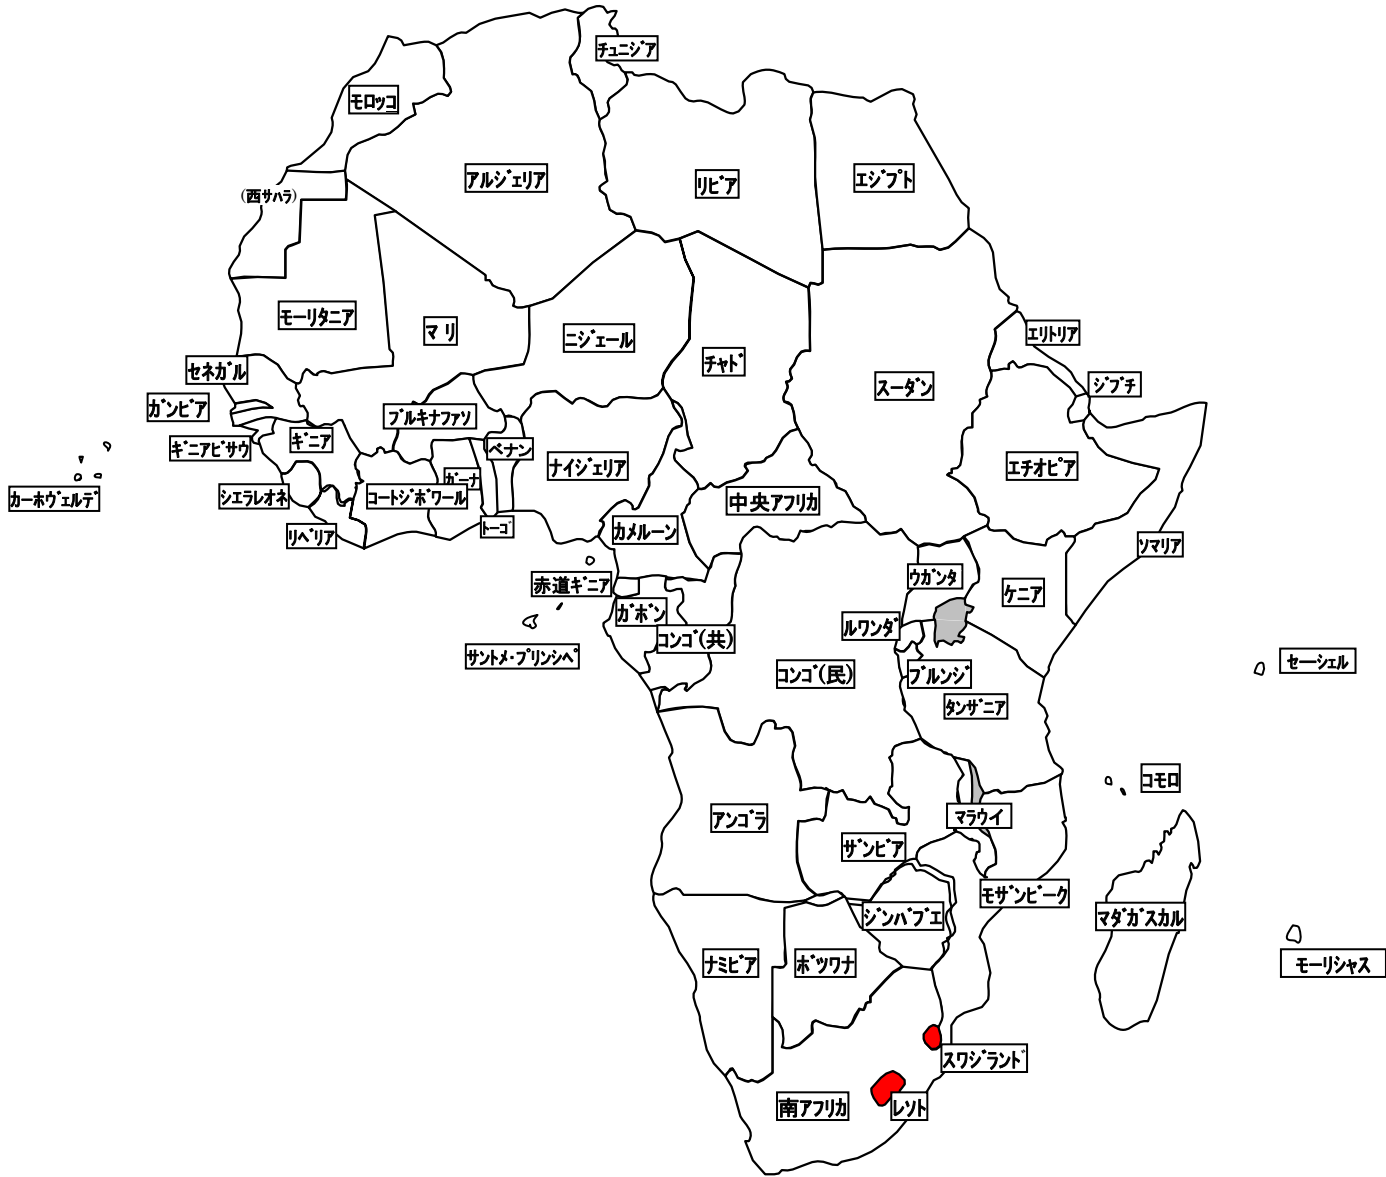 チュニジア
モロッコ
アルジェリア
リビア
エジプト
(西サハラ)
モーリタニア
マリ
ニジェール
チャド
スーダン
エリトリア
ジブチ
セネガル
ガンビア
ギニアビサウ
ギニア
ブルキナファソ
ベナン
ナイジェリア
エチオピア
カーホヴェルデ
シエラレオネ
コートジボワール
ガーナ
中央アフリカ
リベリア
トーゴ
カメルーン
ソマリア
赤道ギニア
ウガンダ
ケニア
ガボン
コンゴ(共)
ルワンダ
サントメ・プリンシペ
コンゴ(民)
ブルンジ
タンザニア
セーシェル
コモロ
アンゴラ
マラウイ
ザンビア
モザンビーク
ジンバブエ
マダガスカル
ナミビア
ボツワナ
モーリシャス
スワジランド
南アフリカ
レソト